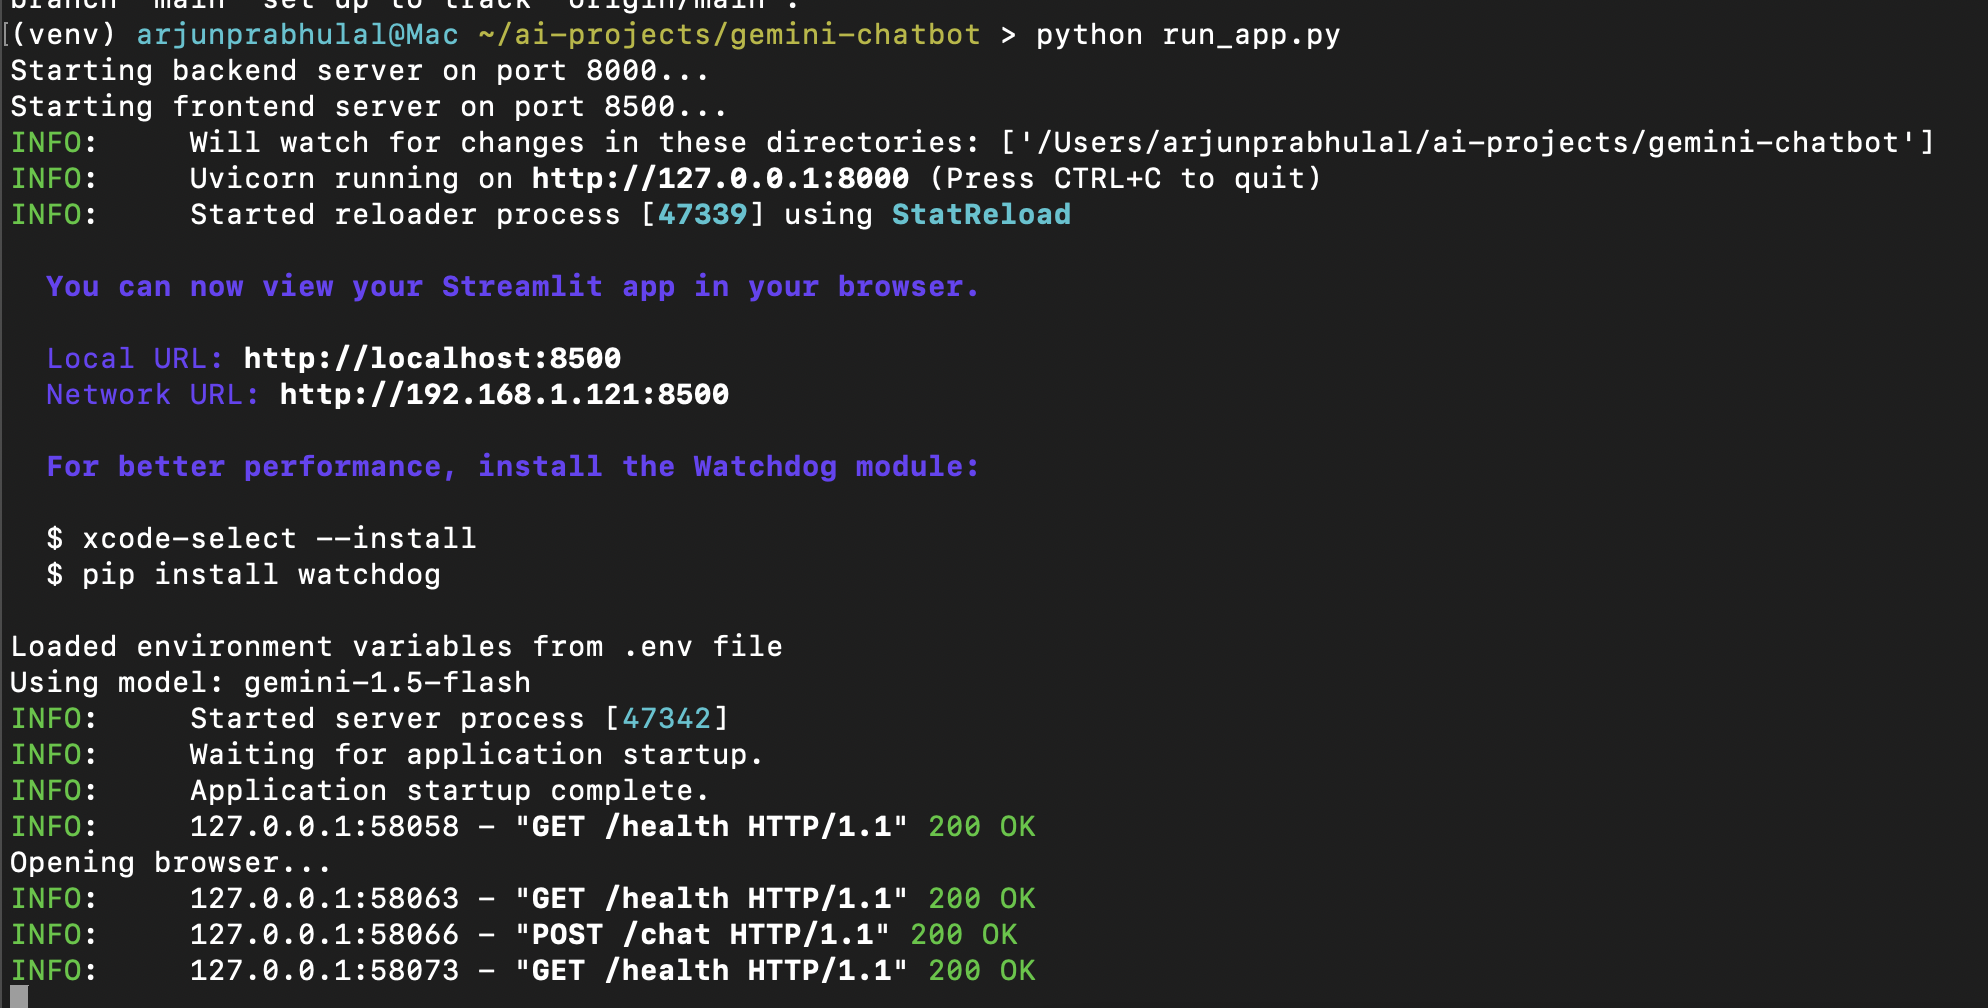 branch 'main' set up to track 'origin/main'.
[(venv) arjunprabhulal@Mac ~/ai-projects/gemini-chatbot > python run_app.py
Starting backend server on port 8000...
Starting frontend server on port 8500...
INFO:     Will watch for changes in these directories: ['/Users/arjunprabhulal/ai-projects/gemini-chatbot']
INFO:     Uvicorn running on http://127.0.0.1:8000 (Press CTRL+C to quit)
INFO:     Started reloader process [47339] using StatReload
You can now view your Streamlit app in your browser.
Local URL: http://localhost:8500
Network URL: http://192.168.1.121:8500
For better performance, install the Watchdog module:
$ xcode-select --install
$ pip install watchdog
Loaded environment variables from .env file
Using model: gemini-1.5-flash
INFO:     Started server process [47342]
INFO:     Waiting for application startup.
INFO:     Application startup complete.
INFO:     127.0.0.1:58058 - "GET /health HTTP/1.1" 200 OK
Opening browser...
INFO:     127.0.0.1:58063 - "GET /health HTTP/1.1" 200 OK
INFO:     127.0.0.1:58066 - "POST /chat HTTP/1.1" 200 OK
INFO:     127.0.0.1:58073 - "GET /health HTTP/1.1" 200 OK